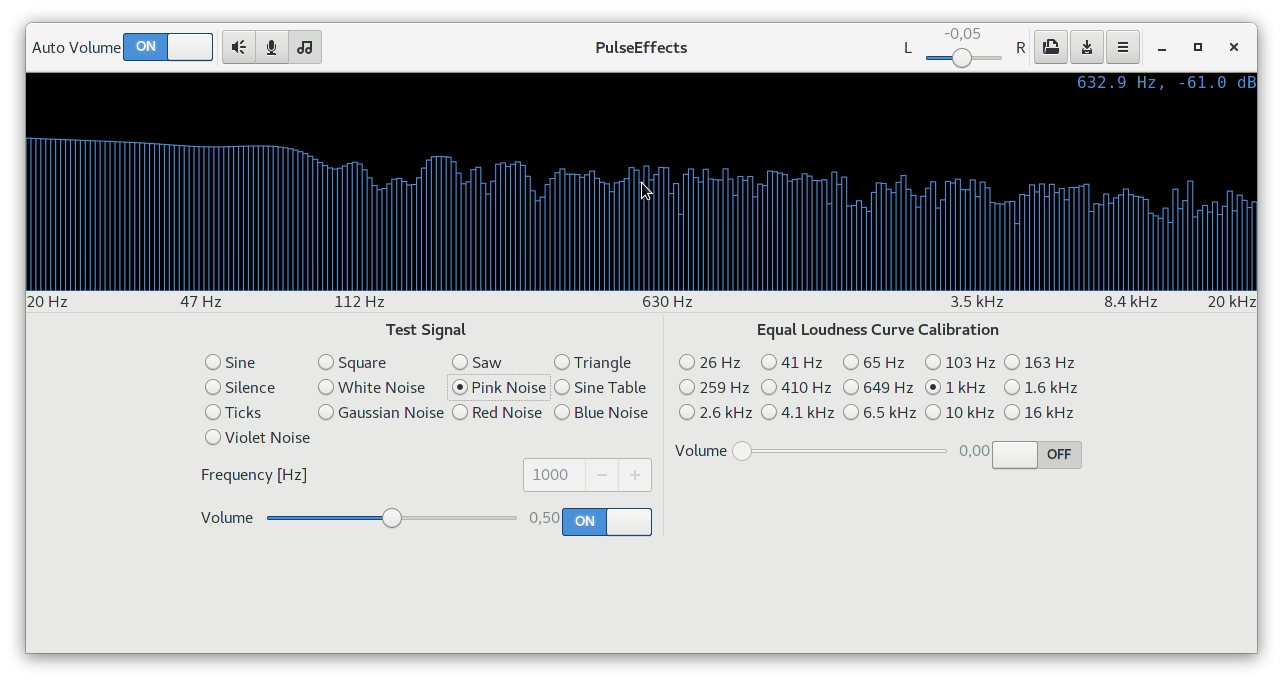 Auto Volume ON PulseEffects L -0,05 R
632.9 Hz, -61.0 dB
20 Hz 47 Hz 112 Hz 630 Hz 3.5 kHz 8.4 kHz 20 kHz
Test Signal
Sine Square Saw Triangle
Silence White Noise Pink Noise Sine Table
Ticks Gaussian Noise Red Noise Blue Noise
Violet Noise
Frequency [Hz] 1000 − +
Volume 0,50 ON
Equal Loudness Curve Calibration
26 Hz 41 Hz 65 Hz 103 Hz 163 Hz
259 Hz 410 Hz 649 Hz 1 kHz 1.6 kHz
2.6 kHz 4.1 kHz 6.5 kHz 10 kHz 16 kHz
Volume 0,00 OFF